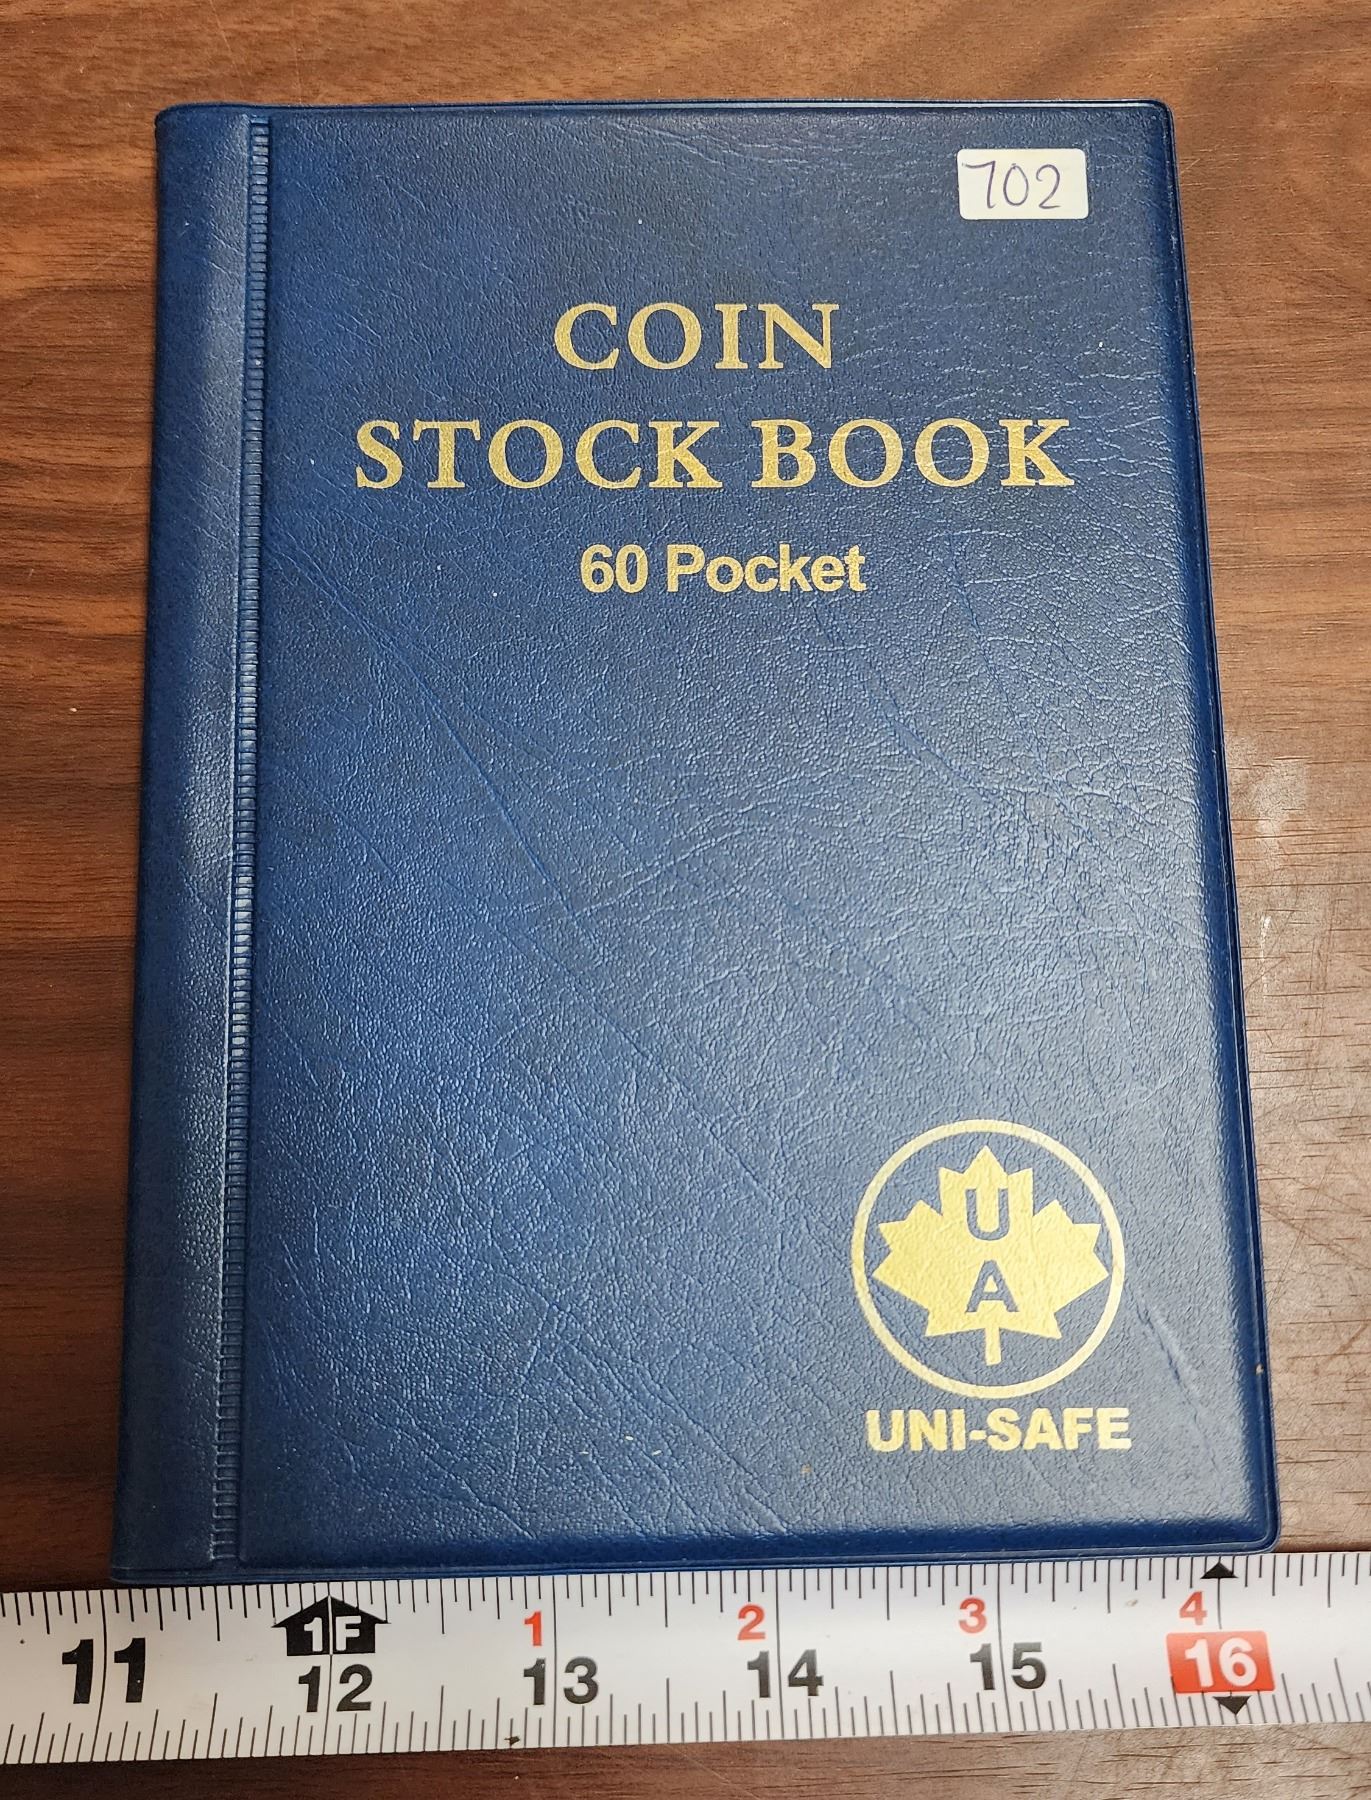 702
COIN
STOCK BOOK
60 Pocket
U
A
UNI-SAFE
1F 1 2 3 4
11 12 13 14 15 16